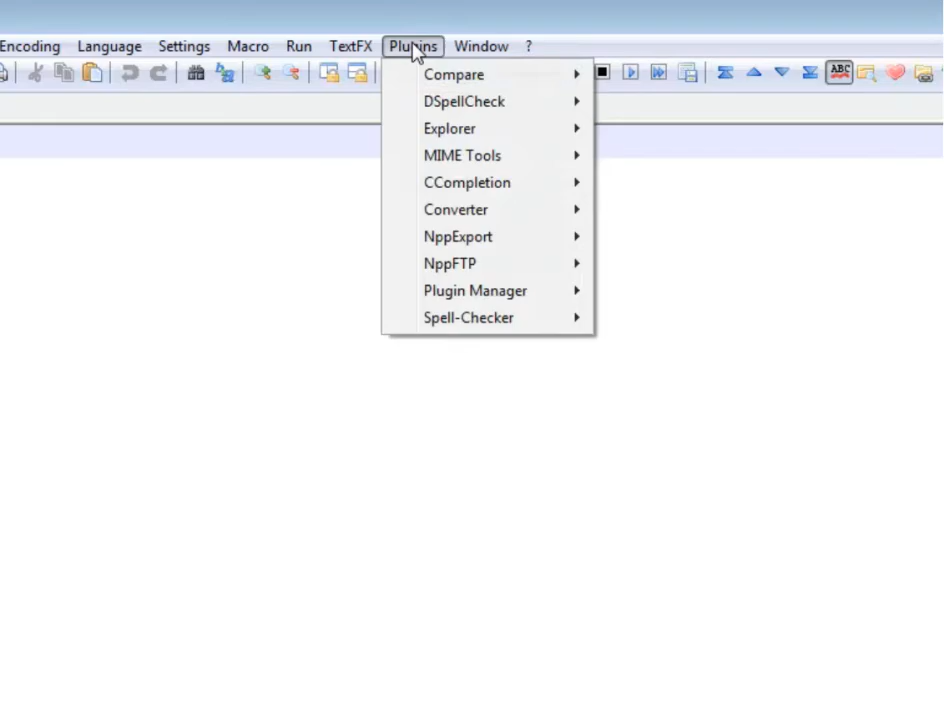 Encoding Language Settings Macro Run TextFX Plugins Window ?
ABC
Compare
DSpellCheck
Explorer
MIME Tools
CCompletion
Converter
NppExport
NppFTP
Plugin Manager
Spell-Checker